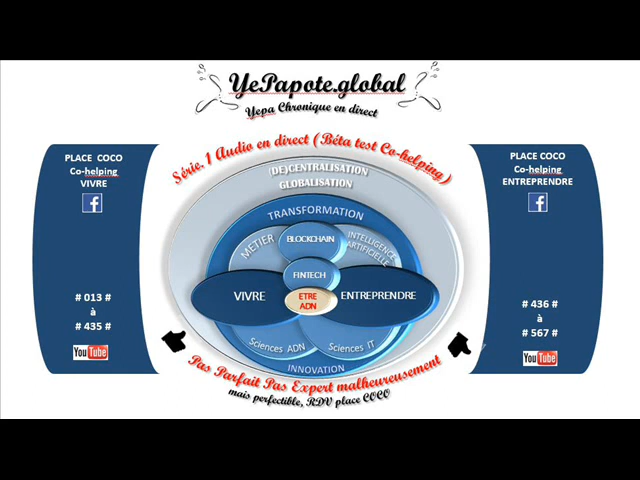 YePapote.global
Yepa Chronique en direct
Série, 1 Audio en direct (Béta test Co-helping)
PLACE COCO
Co-helping
VIVRE
# 013 #
à
# 435 #
YouTube
(DE)CENTRALISATION
GLOBALISATION
TRANSFORMATION
METIER
BLOCKCHAIN
INTELLIGENCE
ARTIFICIELLE
FINTECH
VIVRE
ETRE
ADN
ENTREPRENDRE
Sciences ADN
Sciences IT
INNOVATION
PLACE COCO
Co-helping
ENTREPRENDRE
# 436 #
à
# 567 #
YouTube
Pas Parfait Pas Expert malheureusement
mais perfectible, RDV place COCO